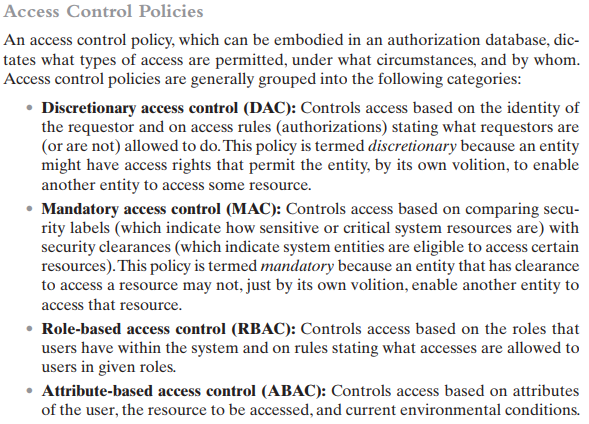 Access Control Policies
An access control policy, which can be embodied in an authorization database, dic-
tates what types of access are permitted, under what circumstances, and by whom.
Access control policies are generally grouped into the following categories:
• Discretionary access control (DAC): Controls access based on the identity of
the requestor and on access rules (authorizations) stating what requestors are
(or are not) allowed to do. This policy is termed discretionary because an entity
might have access rights that permit the entity, by its own volition, to enable
another entity to access some resource.
• Mandatory access control (MAC): Controls access based on comparing secu-
rity labels (which indicate how sensitive or critical system resources are) with
security clearances (which indicate system entities are eligible to access certain
resources). This policy is termed mandatory because an entity that has clearance
to access a resource may not, just by its own volition, enable another entity to
access that resource.
• Role-based access control (RBAC): Controls access based on the roles that
users have within the system and on rules stating what accesses are allowed to
users in given roles.
• Attribute-based access control (ABAC): Controls access based on attributes
of the user, the resource to be accessed, and current environmental conditions.